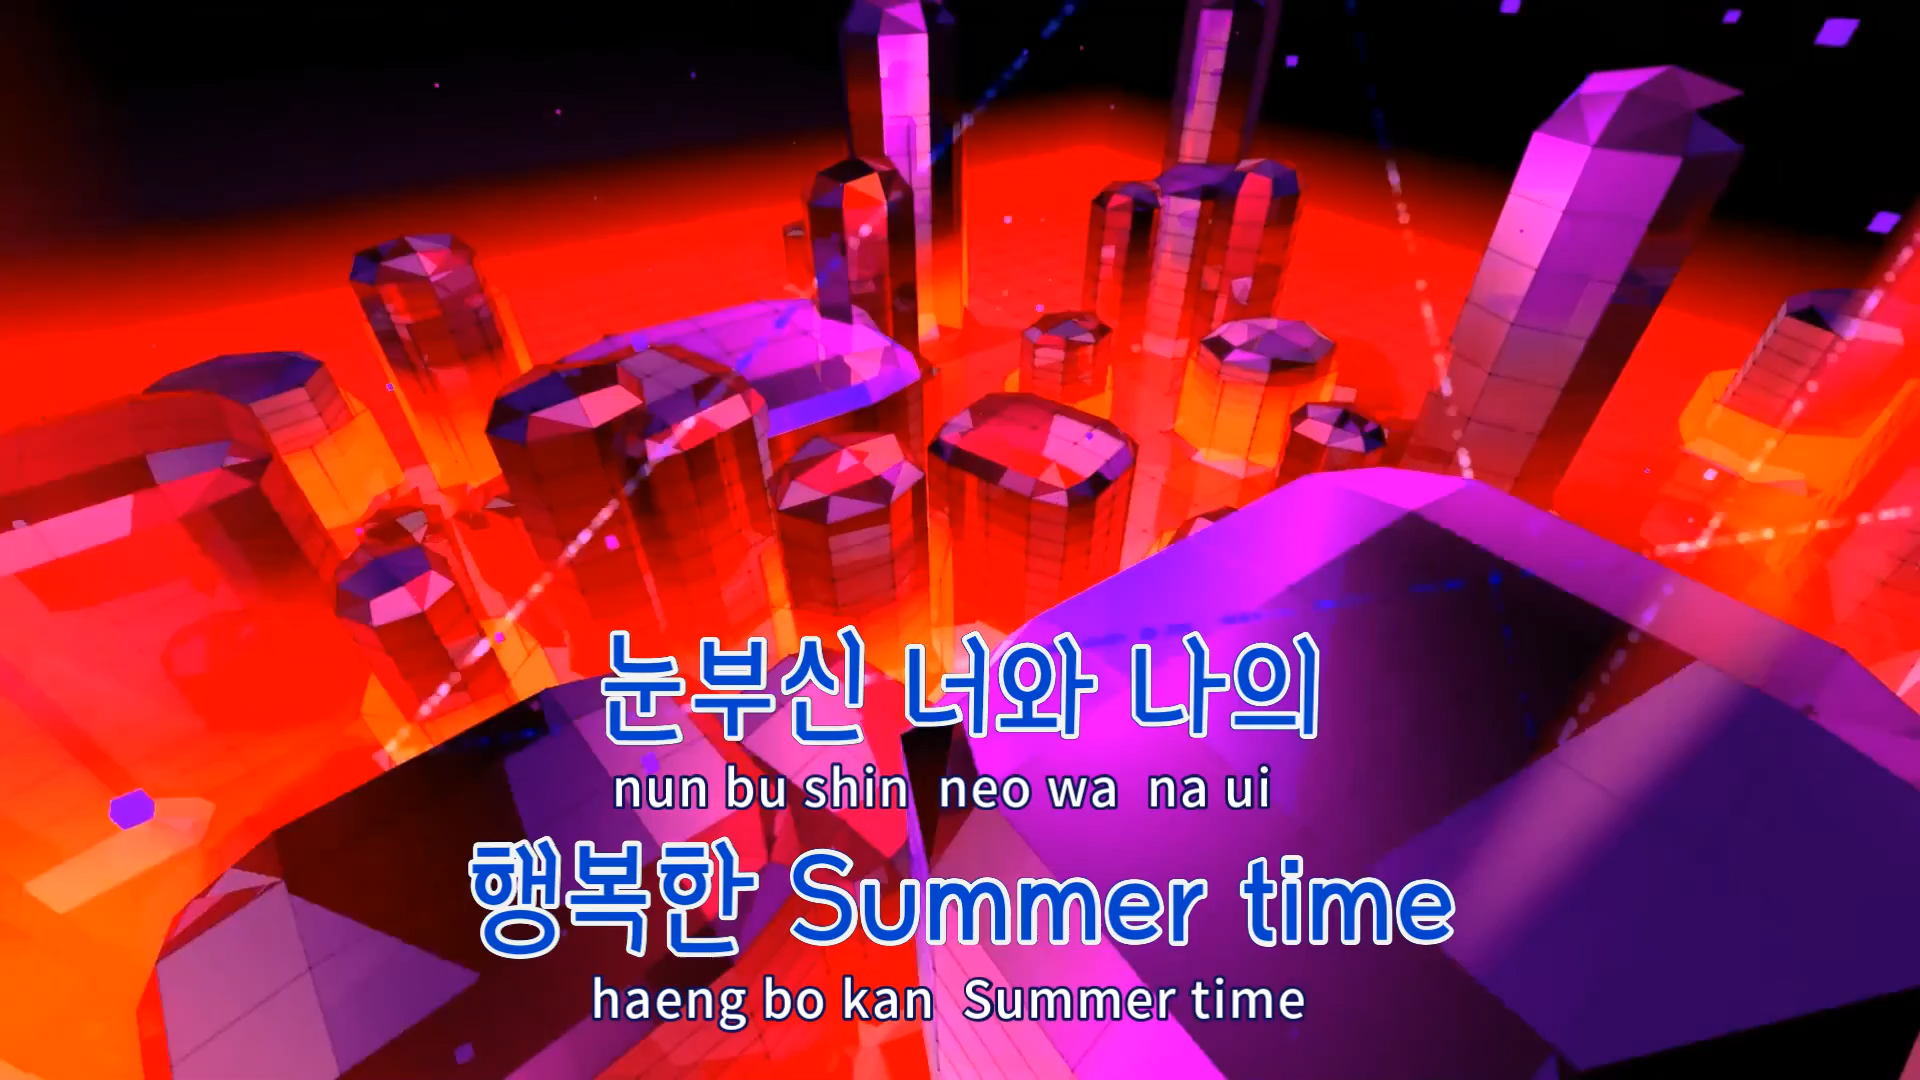 눈부신 너와 나의
nun bu shin neo wa na ui
행복한 Summer time
haeng bo kan Summer time